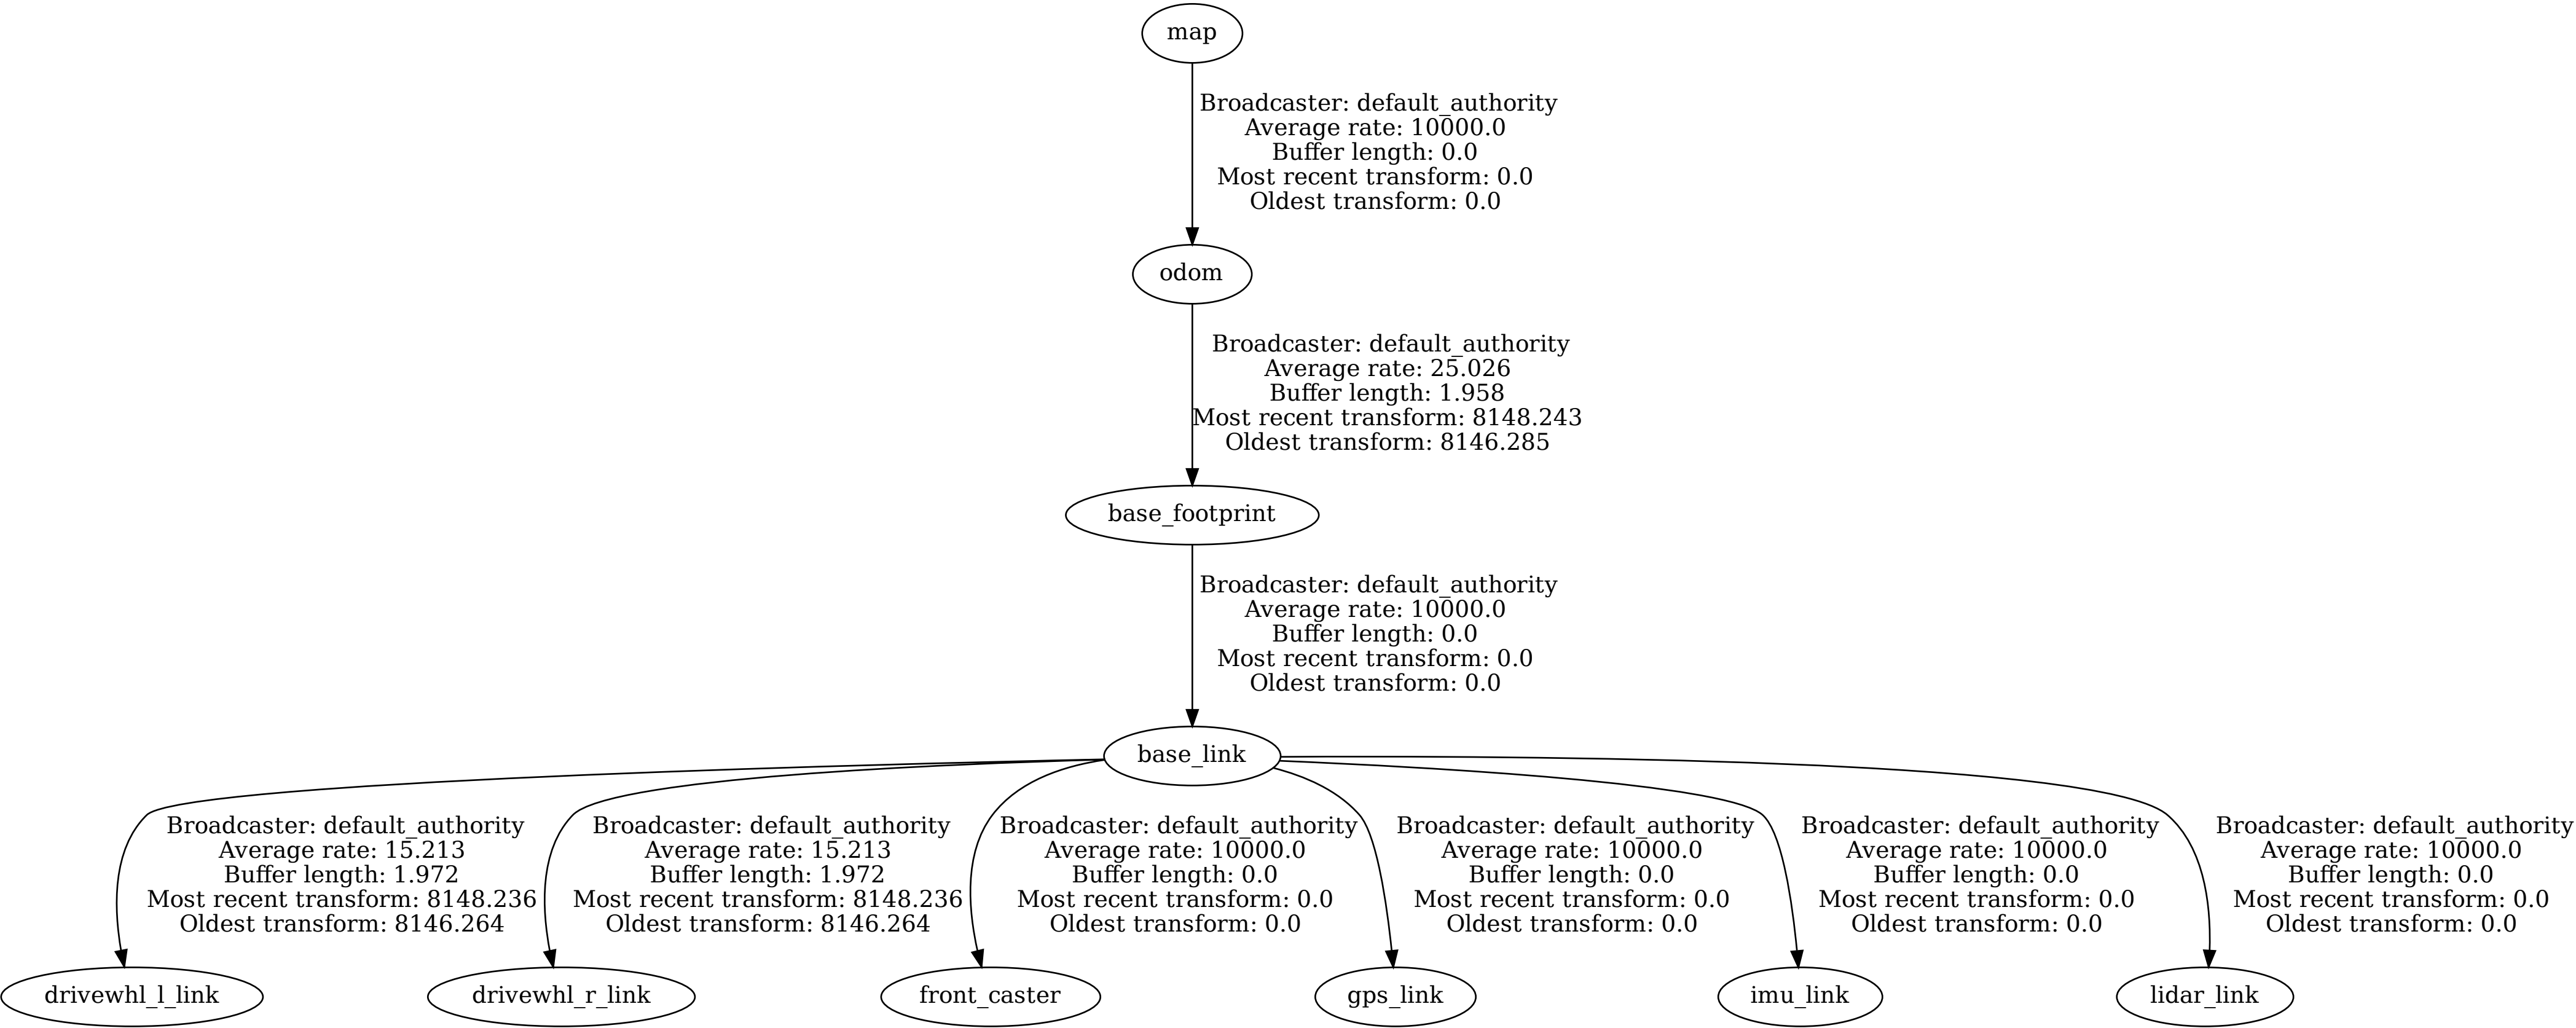 map
Broadcaster: default_authority
Average rate: 10000.0
Buffer length: 0.0
Most recent transform: 0.0
Oldest transform: 0.0
odom
Broadcaster: default_authority
Average rate: 25.026
Buffer length: 1.958
Most recent transform: 8148.243
Oldest transform: 8146.285
base_footprint
Broadcaster: default_authority
Average rate: 10000.0
Buffer length: 0.0
Most recent transform: 0.0
Oldest transform: 0.0
base_link
Broadcaster: default_authority
Average rate: 15.213
Buffer length: 1.972
Most recent transform: 8148.236
Oldest transform: 8146.264
Broadcaster: default_authority
Average rate: 15.213
Buffer length: 1.972
Most recent transform: 8148.236
Oldest transform: 8146.264
Broadcaster: default_authority
Average rate: 10000.0
Buffer length: 0.0
Most recent transform: 0.0
Oldest transform: 0.0
Broadcaster: default_authority
Average rate: 10000.0
Buffer length: 0.0
Most recent transform: 0.0
Oldest transform: 0.0
Broadcaster: default_authority
Average rate: 10000.0
Buffer length: 0.0
Most recent transform: 0.0
Oldest transform: 0.0
Broadcaster: default_authority
Average rate: 10000.0
Buffer length: 0.0
Most recent transform: 0.0
Oldest transform: 0.0
drivewhl_l_link
drivewhl_r_link
front_caster
gps_link
imu_link
lidar_link